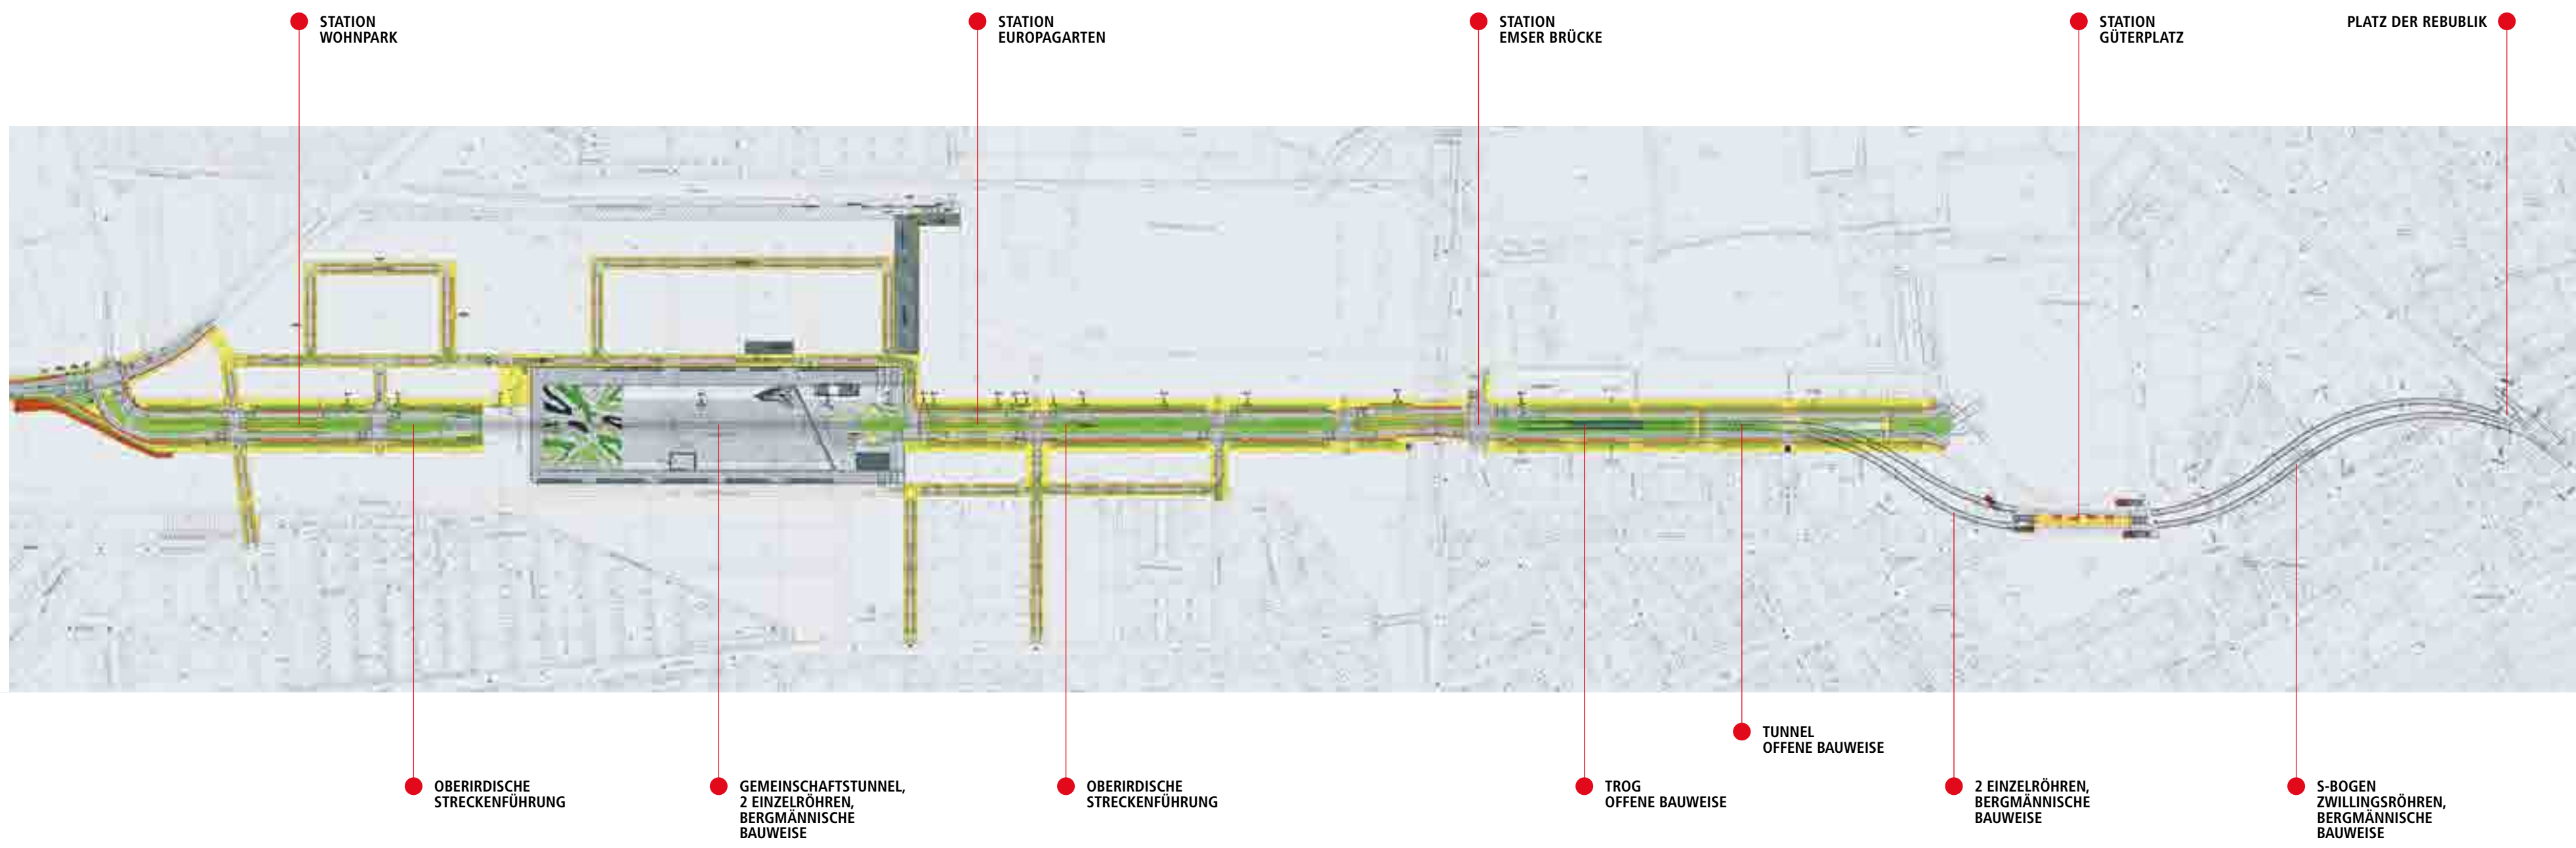 STATION
WOHNPARK
STATION
EUROPAGARTEN
STATION
EMSER BRÜCKE
STATION
GÜTERPLATZ
PLATZ DER REBUBLIK
TUNNEL
OFFENE BAUWEISE
OBERIRDISCHE
STRECKENFÜHRUNG
GEMEINSCHAFTSTUNNEL,
2 EINZELRÖHREN,
BERGMÄNNISCHE
BAUWEISE
OBERIRDISCHE
STRECKENFÜHRUNG
TROG
OFFENE BAUWEISE
2 EINZELRÖHREN,
BERGMÄNNISCHE
BAUWEISE
S-BOGEN
ZWILLINGSRÖHREN,
BERGMÄNNISCHE
BAUWEISE